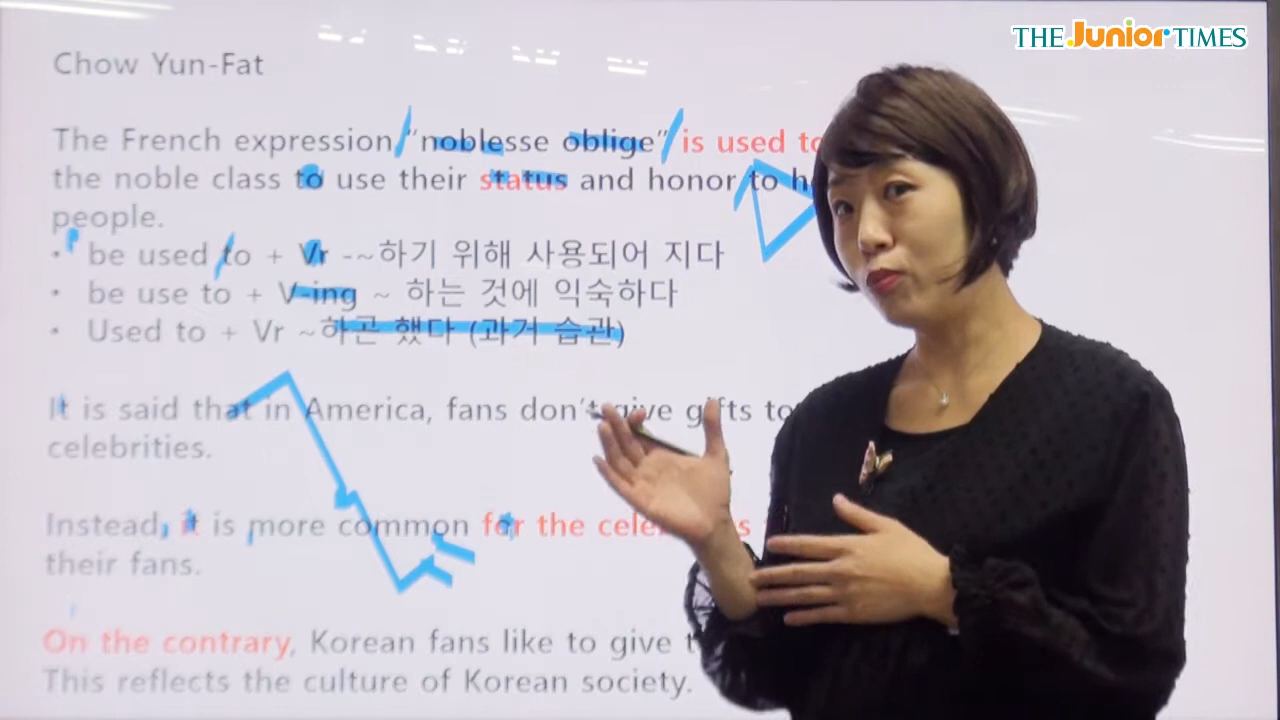 THE Junior TIMES
Chow Yun-Fat
The French expression "noblesse oblige" is used to
the noble class to use their status and honor to
people.
• be used to + Vr -~하기 위해 사용되어 지다
• be use to + V-ing ~ 하는 것에 익숙하다
• Used to + Vr ~하곤 했다 (과거 습관)
It is said that in America, fans don't give gifts to
celebrities.
Instead, it is more common for the
their fans.
On the contrary, Korean fans like to give
This reflects the culture of Korean society.